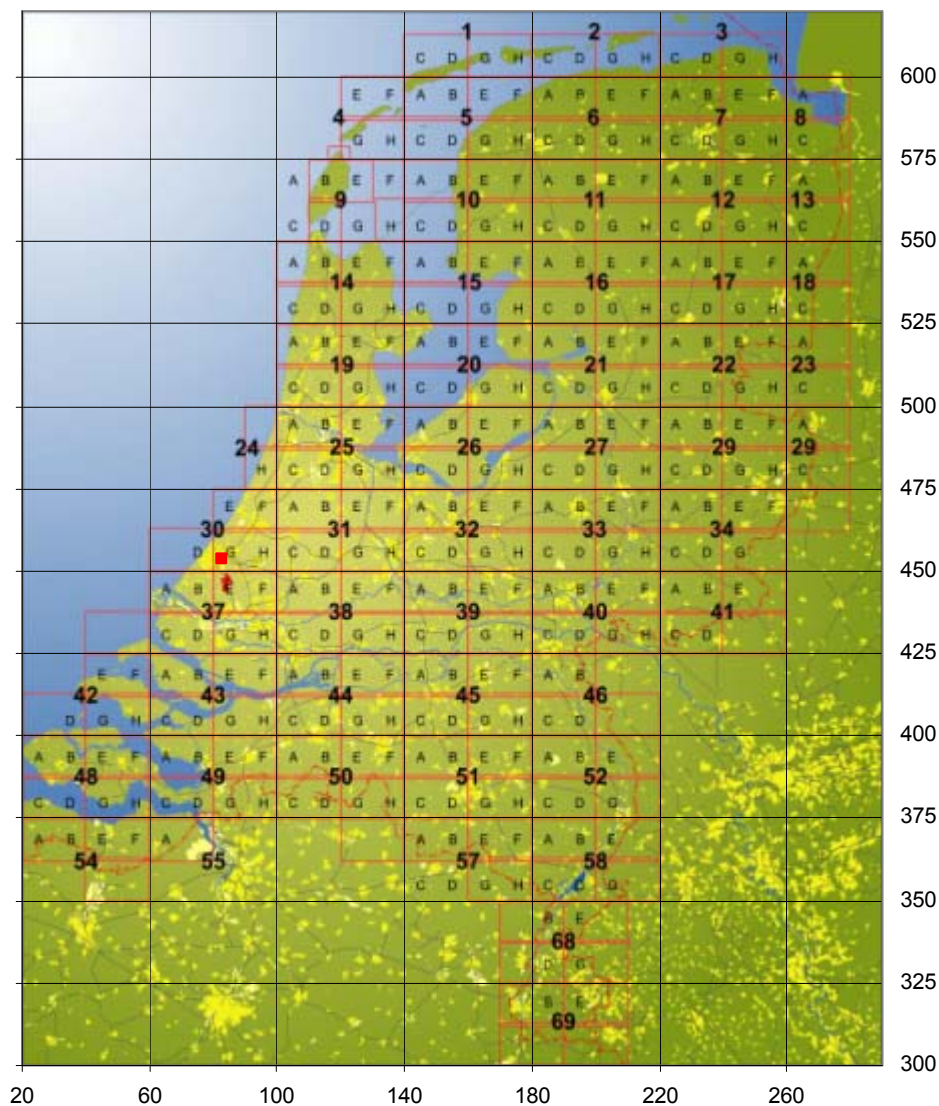 1 2 3
C D G H C D G H C D G H
600
E F A B E F A B E F A B E F A
4 5 6 7 8
G H C D G H C D G H C D G H C
575
A B E F A B E F A B E F A B E F A
9 10 11 12 13
C D G H C D G H C D G H C D G H C
550
A B E F A B E F A B E F A B E F A
14 15 16 17 18
C D G H C D G H C D G H C D G H C
525
A B E F A B E F A B E F A B E F A
19 20 21 22 23
C D G H C D G H C D G H C D G H C
500
A B E F A B E F A B E F A B E F A
24 25 26 27 29 29
H C D G H C D G H C D G H C D G H C
475
E F A B E F A B E F A B E F A B E F
30 31 32 33 34
D G H C D G H C D G H C D G H C D G
450
A B E F A B E F A B E F A B E F A B E
37 38 39 40 41
C D G H C D G H C D G H C D G H C D
425
E F A B E F A B E F A B E F A B
42 43 44 45 46
D G H C D G H C D G H C D G H C D
400
A B E F A B E F A B E F A B E F A B E
48 49 50 51 52
C D G H C D G H C D G H C D G H C D G
375
A B E F A A B E F A B E
54 55 57 58
C D G H C D G
350
B E
68
D G
325
B E
69
300
20 60 100 140 180 220 260